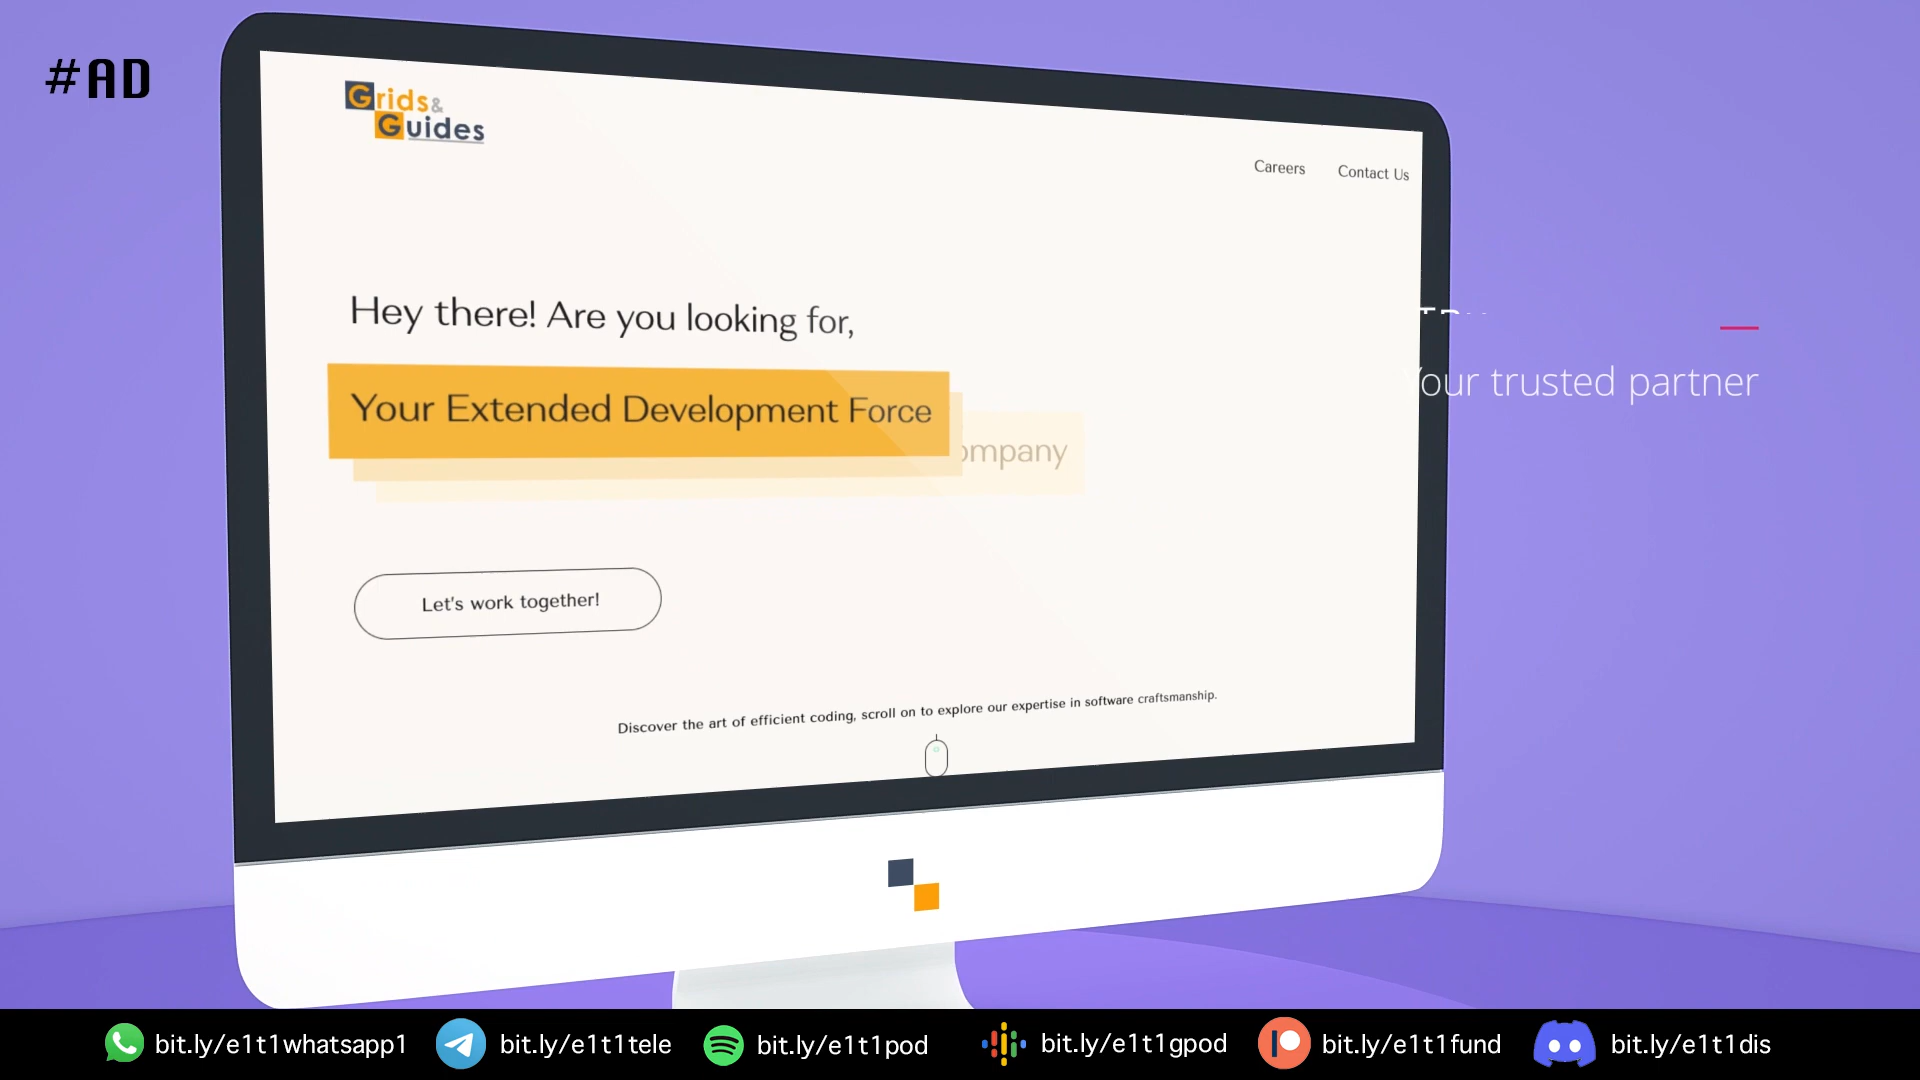 #AD
Grids&
Guides
Careers
Contact Us
Hey there! Are you looking for,
Your Extended Development Force
ompany
Your trusted partner
Let's work together!
Discover the art of efficient coding, scroll on to explore our expertise in software craftsmanship.
bit.ly/e1t1whatsapp1
bit.ly/e1t1tele
bit.ly/e1t1pod
bit.ly/e1t1gpod
bit.ly/e1t1fund
bit.ly/e1t1dis